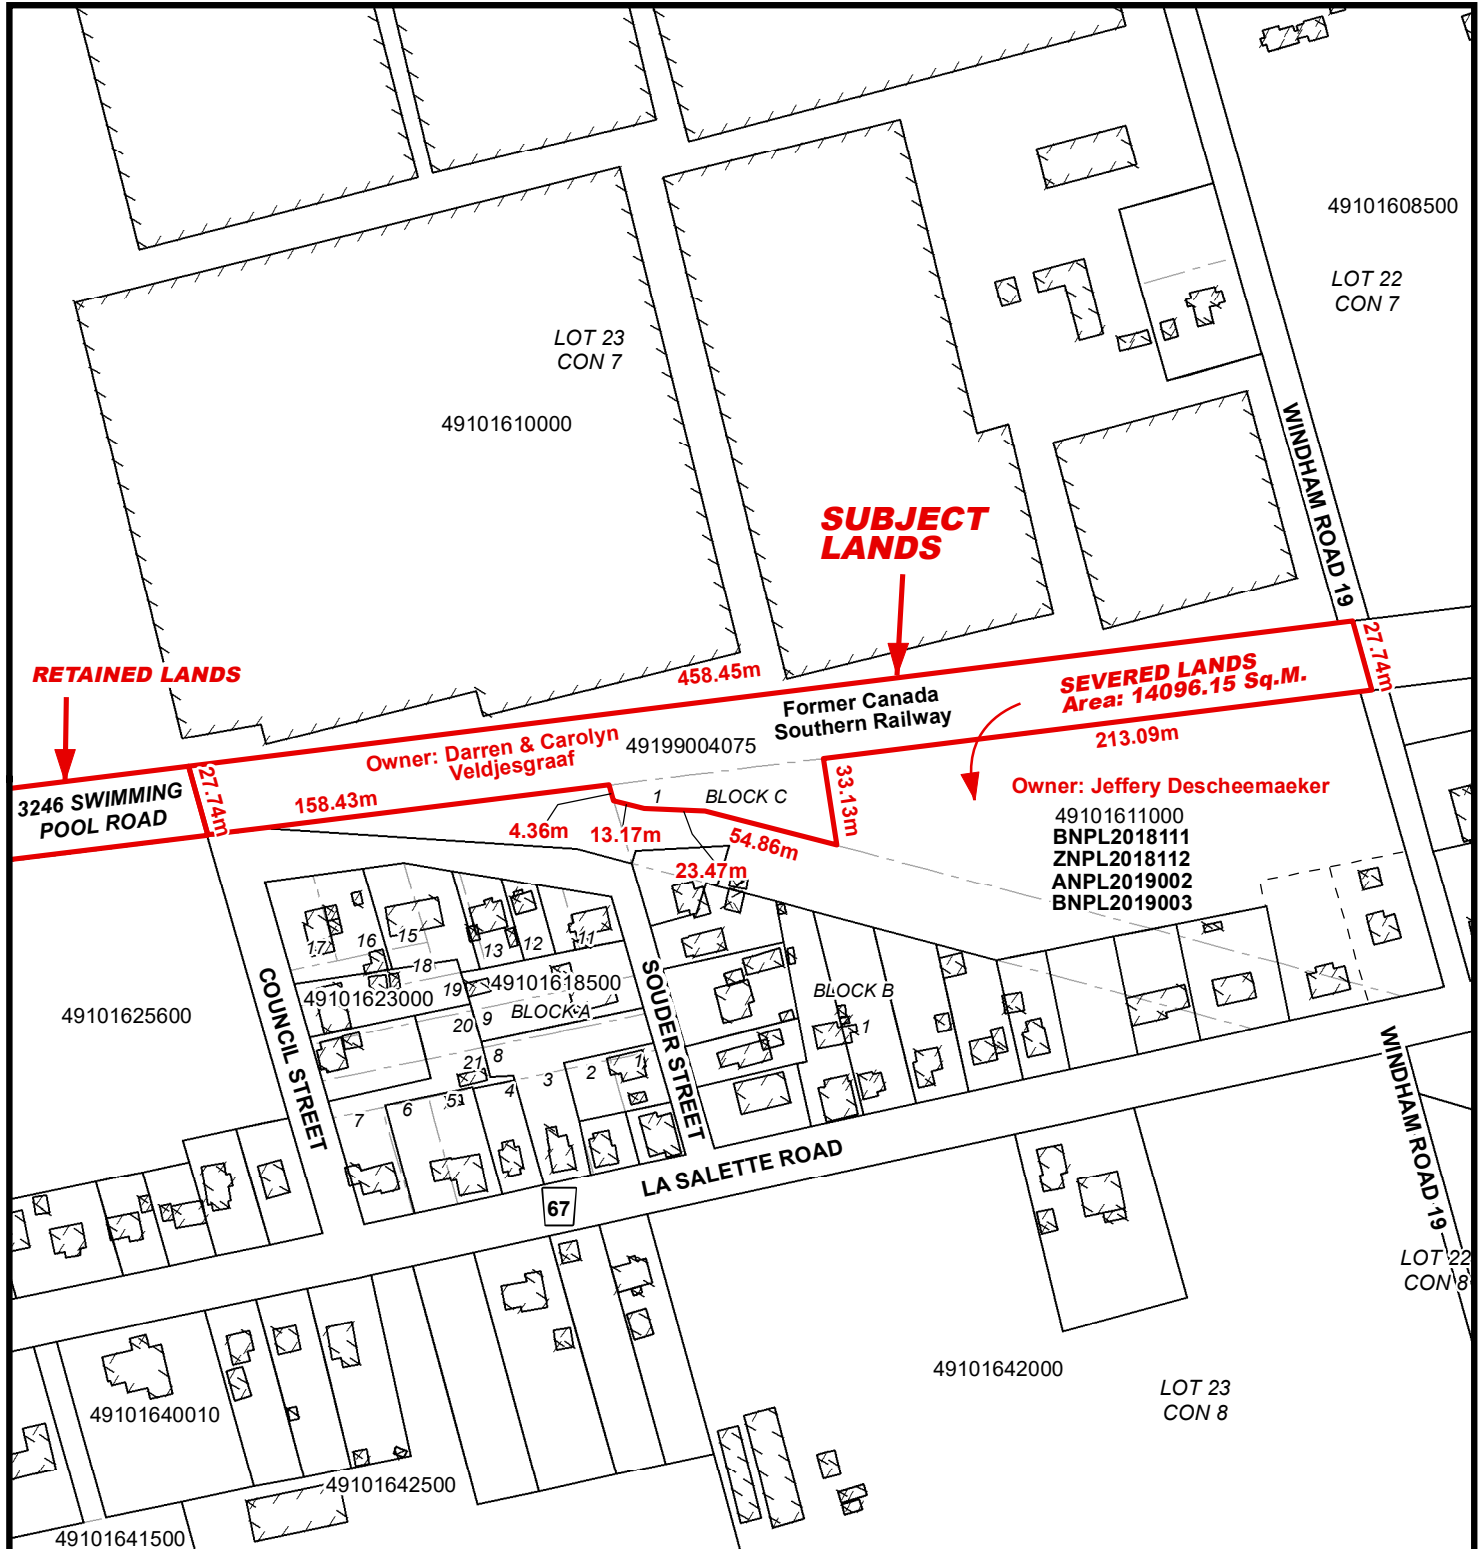 49101608500
LOT 22
CON 7
LOT 23
CON 7
49101610000
WINDHAM ROAD 19
SUBJECT
LANDS
RETAINED LANDS
458.45m
SEVERED LANDS
Area: 14096.15 Sq.M.
27.74m
Former Canada
Southern Railway
Owner: Darren & Carolyn
Veldjesgraaf
49199004075
213.09m
27.74m
3246 SWIMMING
POOL ROAD
158.43m
1
BLOCK C
33.13m
Owner: Jeffery Descheemaeker
49101611000
BNPL2018111
ZNPL2018112
ANPL2019002
BNPL2019003
4.36m
13.17m
54.86m
23.47m
17
16
15
13
12
11
18
19
49101623000
49101618500
BLOCK A
9
20
8
21
BLOCK B
1
49101625600
COUNCIL STREET
SOUDER STREET
7
6
51
4
3
2
1
WINDHAM ROAD 19
LA SALETTE ROAD
67
LOT 22
CON 8
49101642000
LOT 23
CON 8
49101640010
49101642500
49101641500